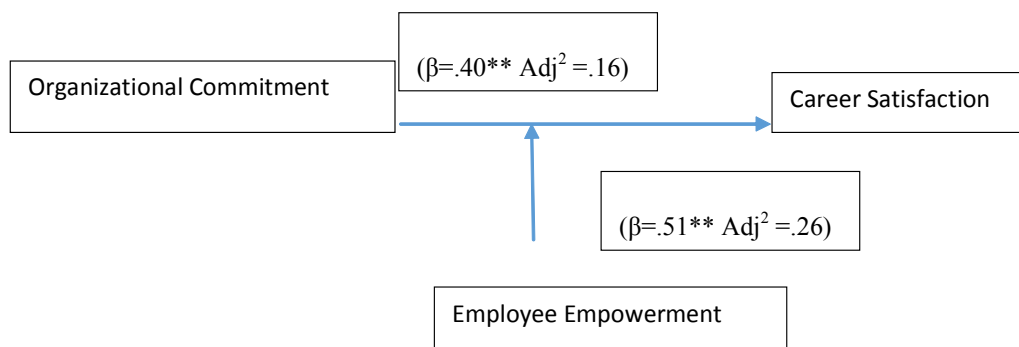 (β=.40** Adj² =.16)
Organizational Commitment
Career Satisfaction
(β=.51** Adj² =.26)
Employee Empowerment